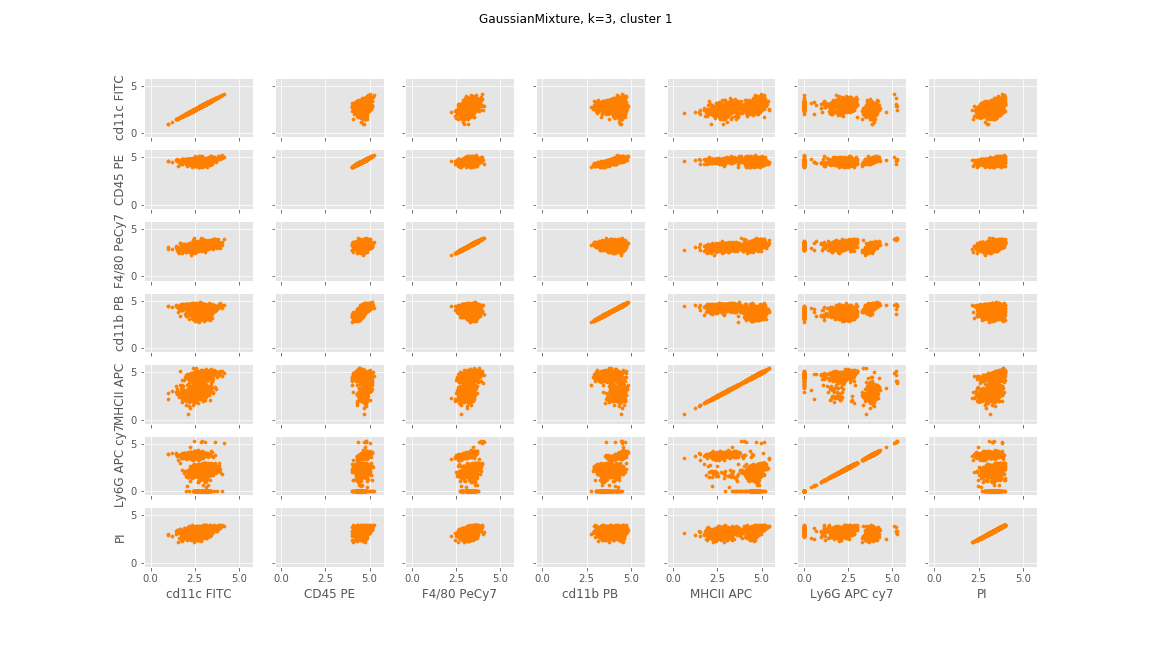 GaussianMixture, k=3, cluster 1
cd11c FITC
5
0
CD45 PE
5
0
F4/80 PeCy7
5
0
cd11b PB
5
0
MHCII APC
5
0
Ly6G APC cy7
5
0
PI
5
0
0.0 2.5 5.0 0.0 2.5 5.0 0.0 2.5 5.0 0.0 2.5 5.0 0.0 2.5 5.0 0.0 2.5 5.0 0.0 2.5 5.0
cd11c FITC CD45 PE F4/80 PeCy7 cd11b PB MHCII APC Ly6G APC cy7 PI